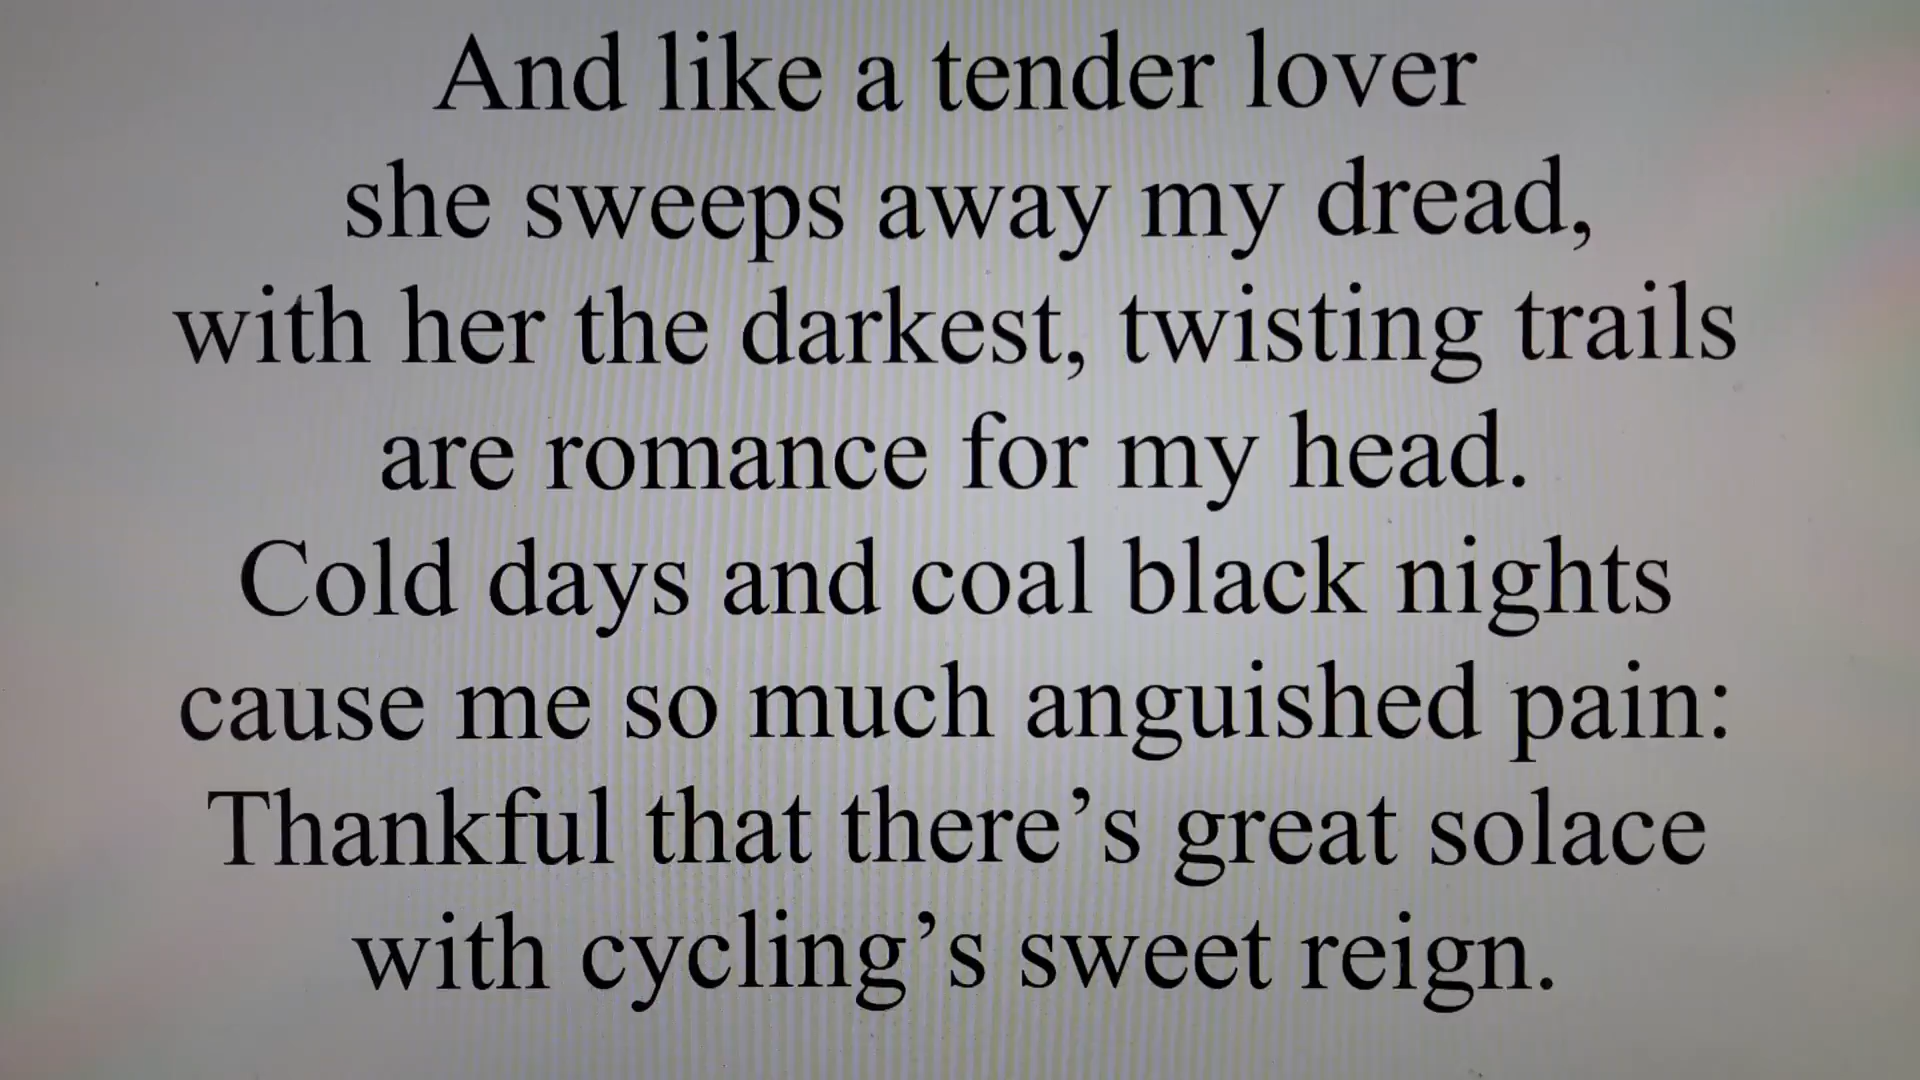 And like a tender lover
she sweeps away my dread,
with her the darkest, twisting trails
are romance for my head.
Cold days and coal black nights
cause me so much anguished pain:
Thankful that there’s great solace
with cycling’s sweet reign.